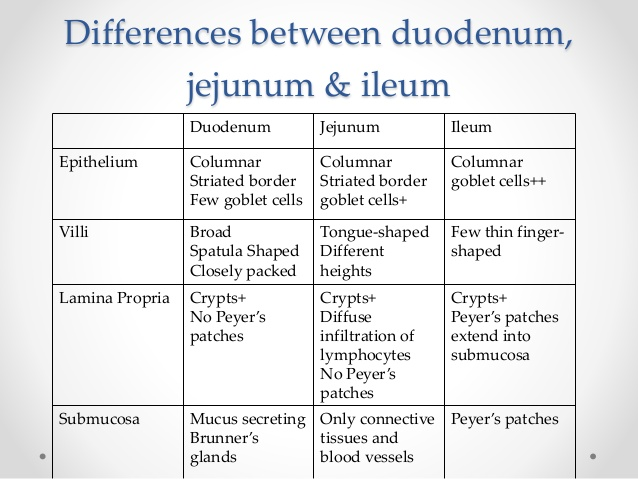 Differences between duodenum,
jejunum & ileum
Duodenum Jejunum Ileum
Epithelium Columnar Columnar Columnar
Striated border Striated border goblet cells++
Few goblet cells goblet cells+
Villi Broad Tongue-shaped Few thin finger-
Spatula Shaped Different shaped
Closely packed heights
Lamina Propria Crypts+ Crypts+ Crypts+
No Peyer’s Diffuse Peyer’s patches
patches infiltration of extend into
lymphocytes submucosa
No Peyer’s
patches
Submucosa Mucus secreting Only connective Peyer’s patches
Brunner’s tissues and
glands blood vessels